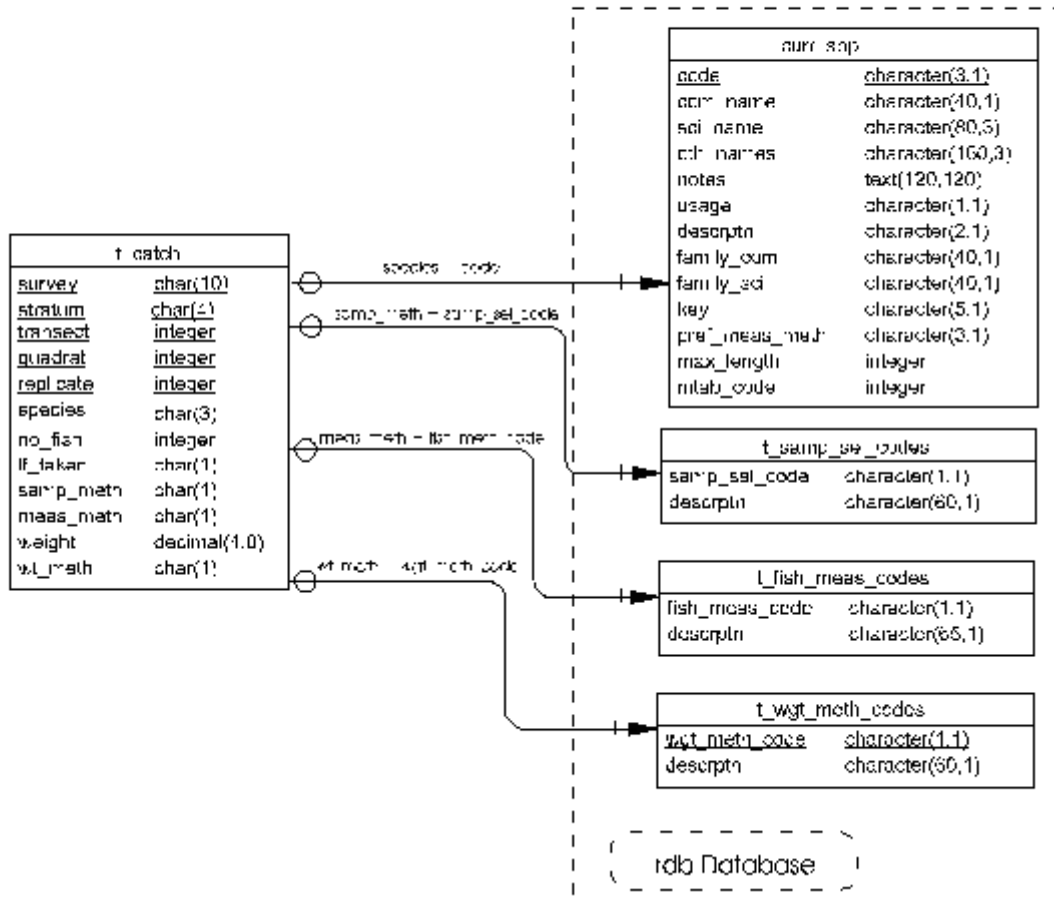 t_catch
survey char(10)
stratum char(4)
transect integer
quadrat integer
replicate integer
species char(3)
no_fish integer
lf_taken char(1)
samp_meth char(1)
meas_meth char(1)
weight
wt_meth char(1)
species = code
samp_meth = samp_sel_code
meas_meth = fish_meas_code
wt_meth = wgt_meth_code
code character(3,1)
com_name character(40,1)
sci_name character(80,3)
oth_names character(160,3)
notes text(120,120)
usage character(1,1)
descrptn character(2,1)
family_com character(40,1)
family_sci character(40,1)
key character(5,1)
pref_meas_meth character(3,1)
max_length integer
mlab_code integer
t_samp_sel_codes
samp_sel_code character(1,1)
descrptn character(60,1)
t_fish_meas_codes
fish_meas_code character(1,1)
descrptn character(65,1)
t_wgt_meth_codes
wgt_meth_code character(1,1)
descrptn character(60,1)
rdb Database